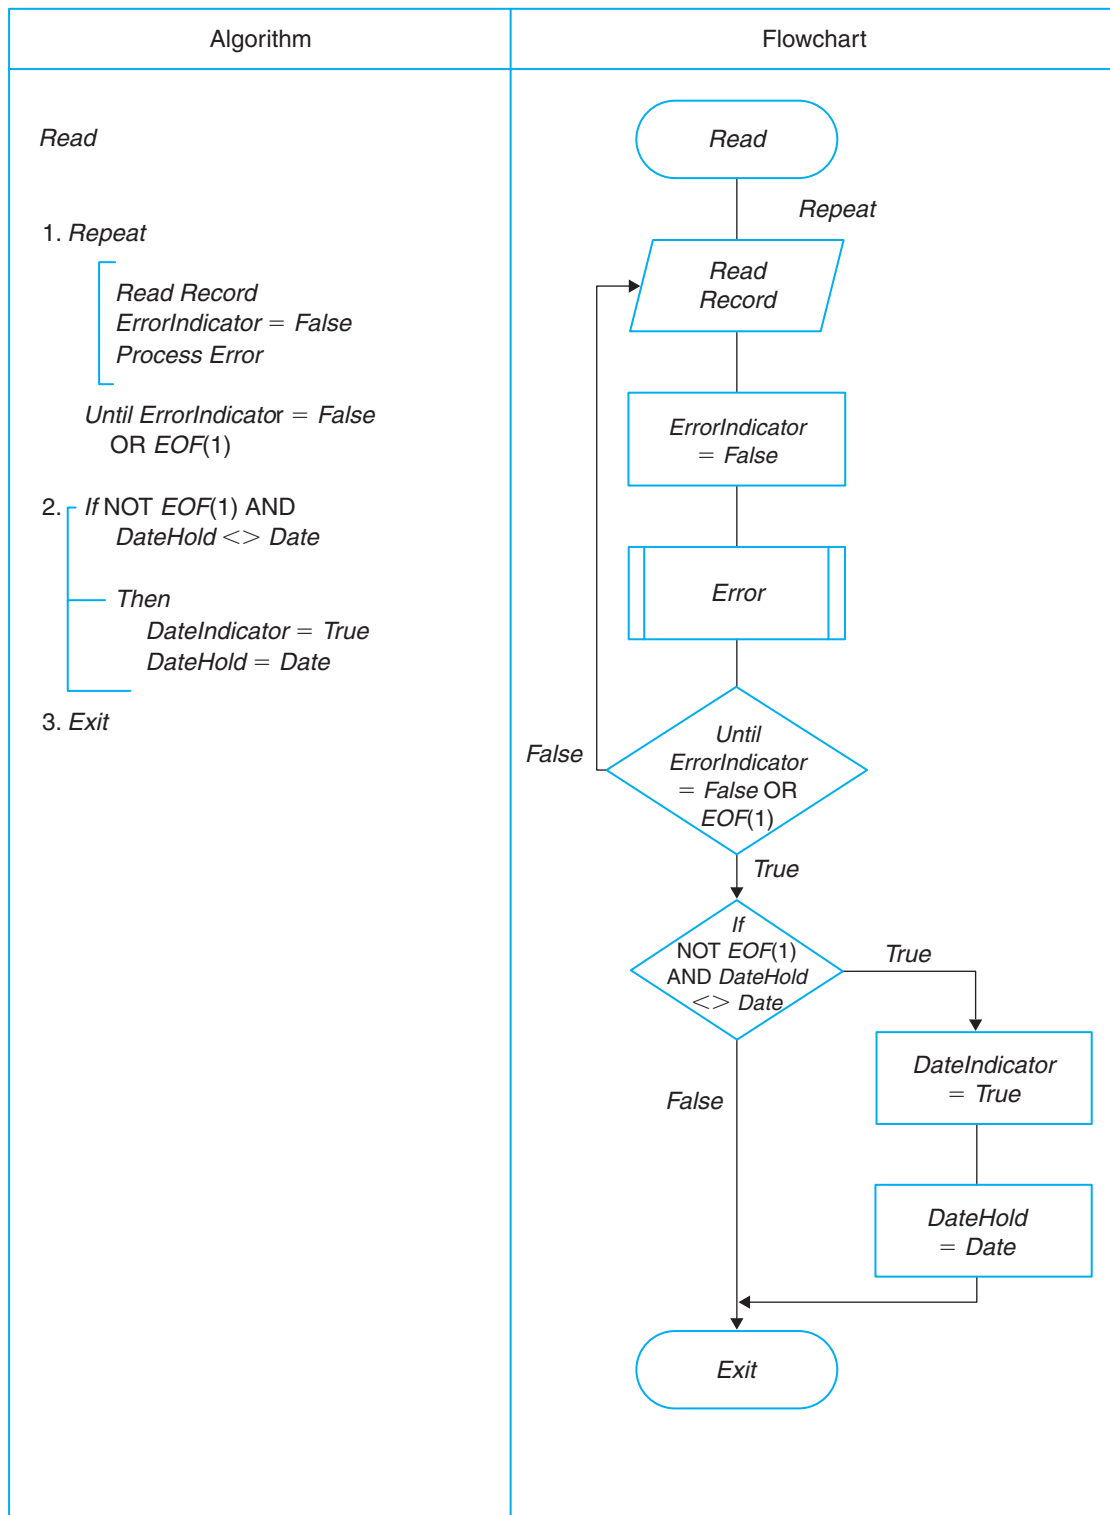 Algorithm
Flowchart
Read
1. Repeat
Read Record
ErrorIndicator = False
Process Error
Until ErrorIndicator = False
OR EOF(1)
2. If NOT EOF(1) AND
DateHold <> Date
Then
DateIndicator = True
DateHold = Date
3. Exit
Read
Repeat
Read
Record
ErrorIndicator
= False
Error
Until
ErrorIndicator
= False OR
EOF(1)
False
True
If
NOT EOF(1)
AND DateHold
<> Date
True
False
DateIndicator
= True
DateHold
= Date
Exit